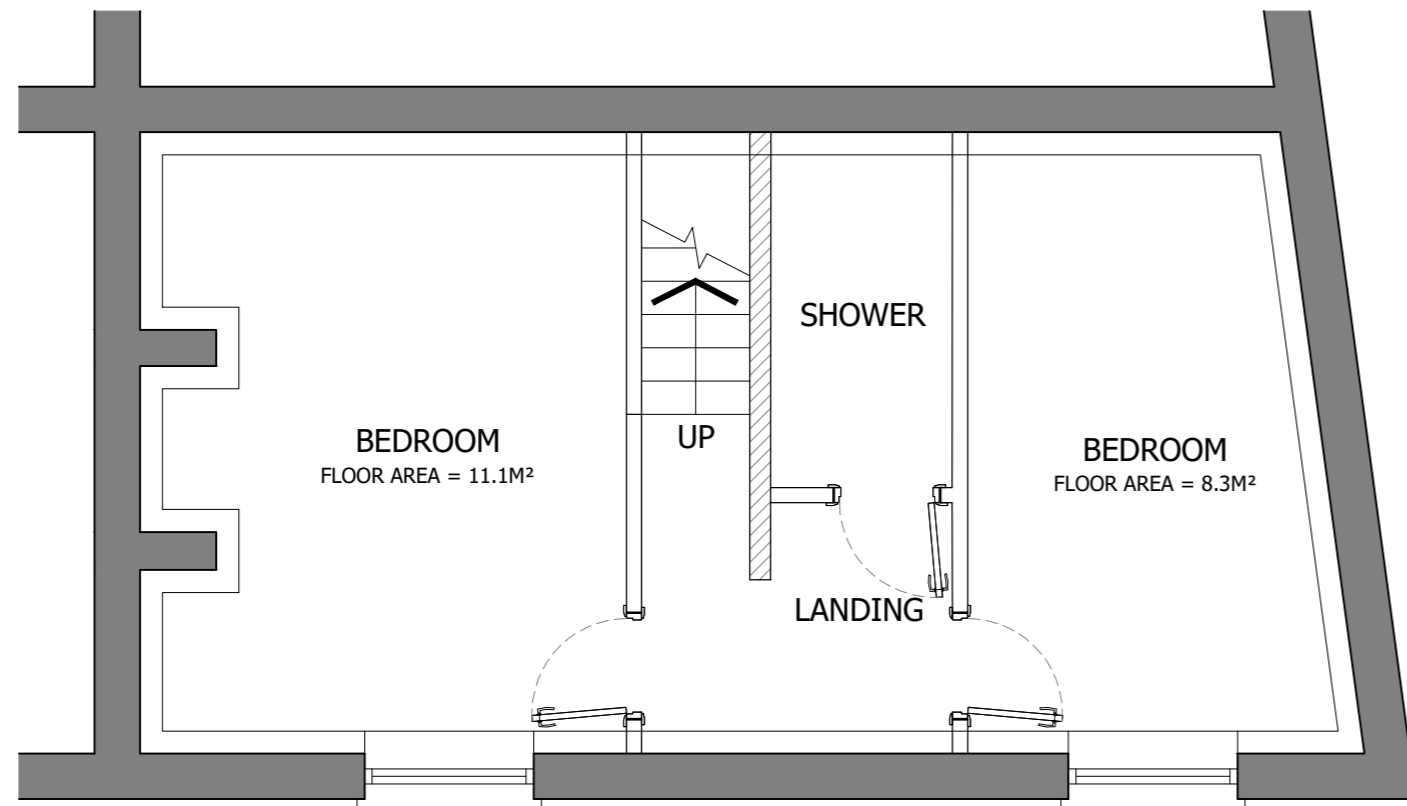 SHOWER
BEDROOM
FLOOR AREA = 11.1M²
UP
BEDROOM
FLOOR AREA = 8.3M²
LANDING